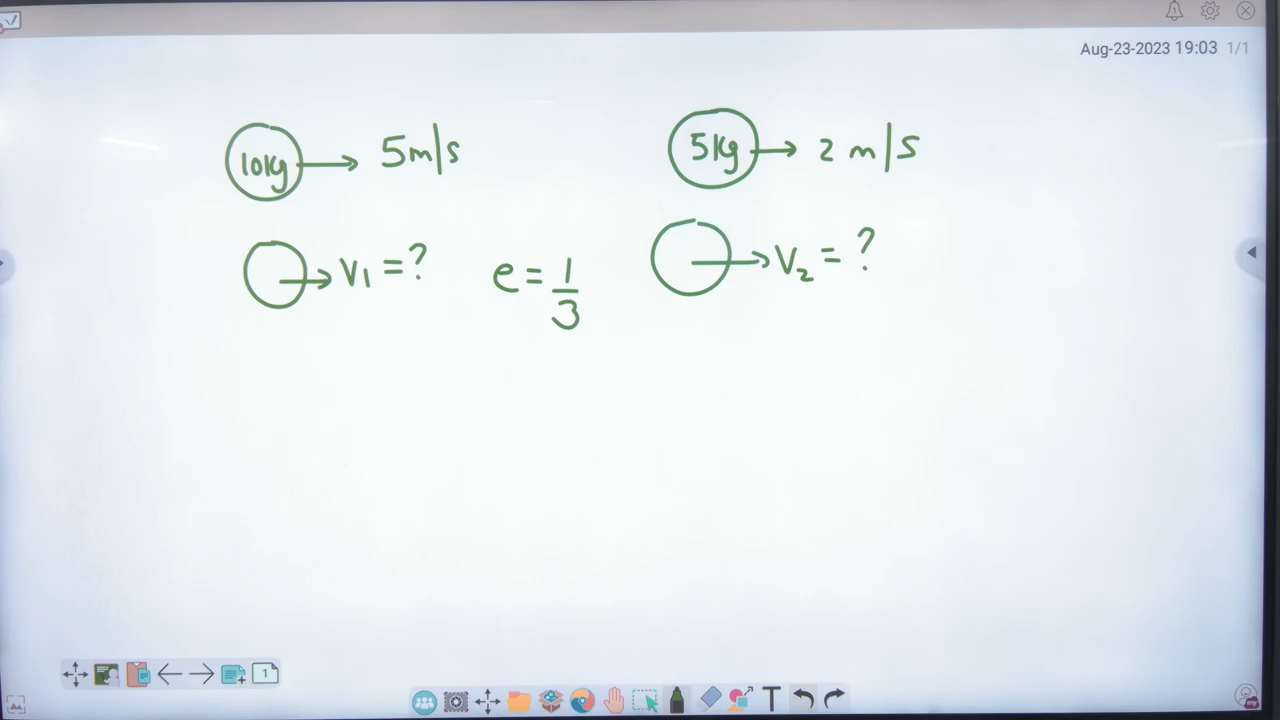 Aug-23-2023 19:03 1/1
10kg → 5m/s 5kg → 2 m/s
→ V₁ = ? e = 1/3 → V₂ = ?
1
T